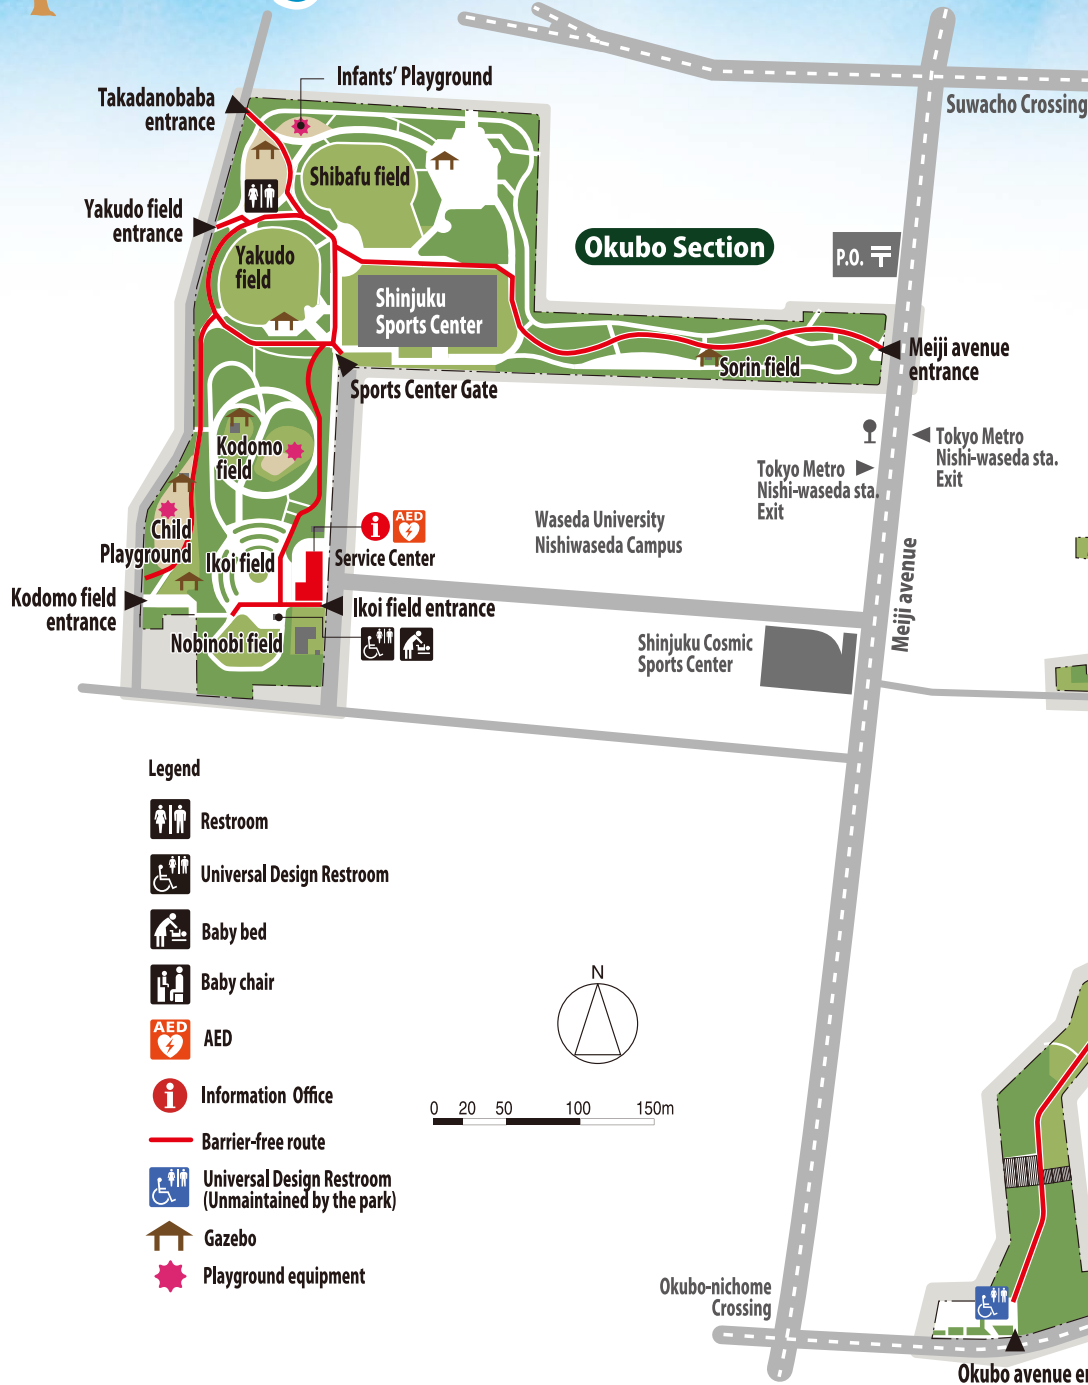 Infants' Playground
Takadanobaba
entrance
Suwacho Crossing
Shibafu field
Yakudo field
entrance
Okubo Section
P.O. 〒
Yakudo
field
Shinjuku
Sports Center
Meiji avenue
entrance
Sorin field
Sports Center Gate
Kodomo
field
Tokyo Metro
Nishi-waseda sta.
Exit
Tokyo Metro
Nishi-waseda sta.
Exit
Child
Playground
i
AED
Service Center
Waseda University
Nishiwaseda Campus
Ikoi field
Meiji avenue
Kodomo field
entrance
Ikoi field entrance
Nobinobi field
Shinjuku Cosmic
Sports Center
Legend
Restroom
Universal Design Restroom
Baby bed
Baby chair
N
AED
AED
i
Information Office
0 20 50 100 150m
Barrier-free route
Universal Design Restroom
(Unmaintained by the park)
Gazebo
Playground equipment
Okubo-nichome
Crossing
Okubo avenue